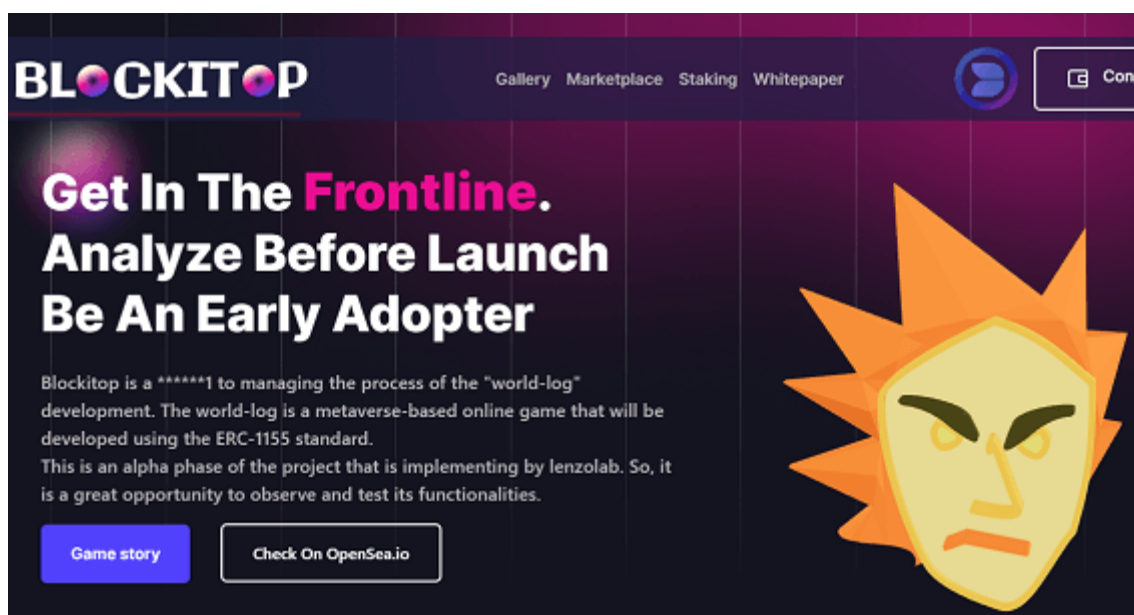 BLOCKITOP
Gallery Marketplace Staking Whitepaper
Con
Get In The Frontline.
Analyze Before Launch
Be An Early Adopter
Blockitop is a ******1 to managing the process of the "world-log"
development. The world-log is a metaverse-based online game that will be
developed using the ERC-1155 standard.
This is an alpha phase of the project that is implementing by lenzolab. So, it
is a great opportunity to observe and test its functionalities.
Game story
Check On OpenSea.io